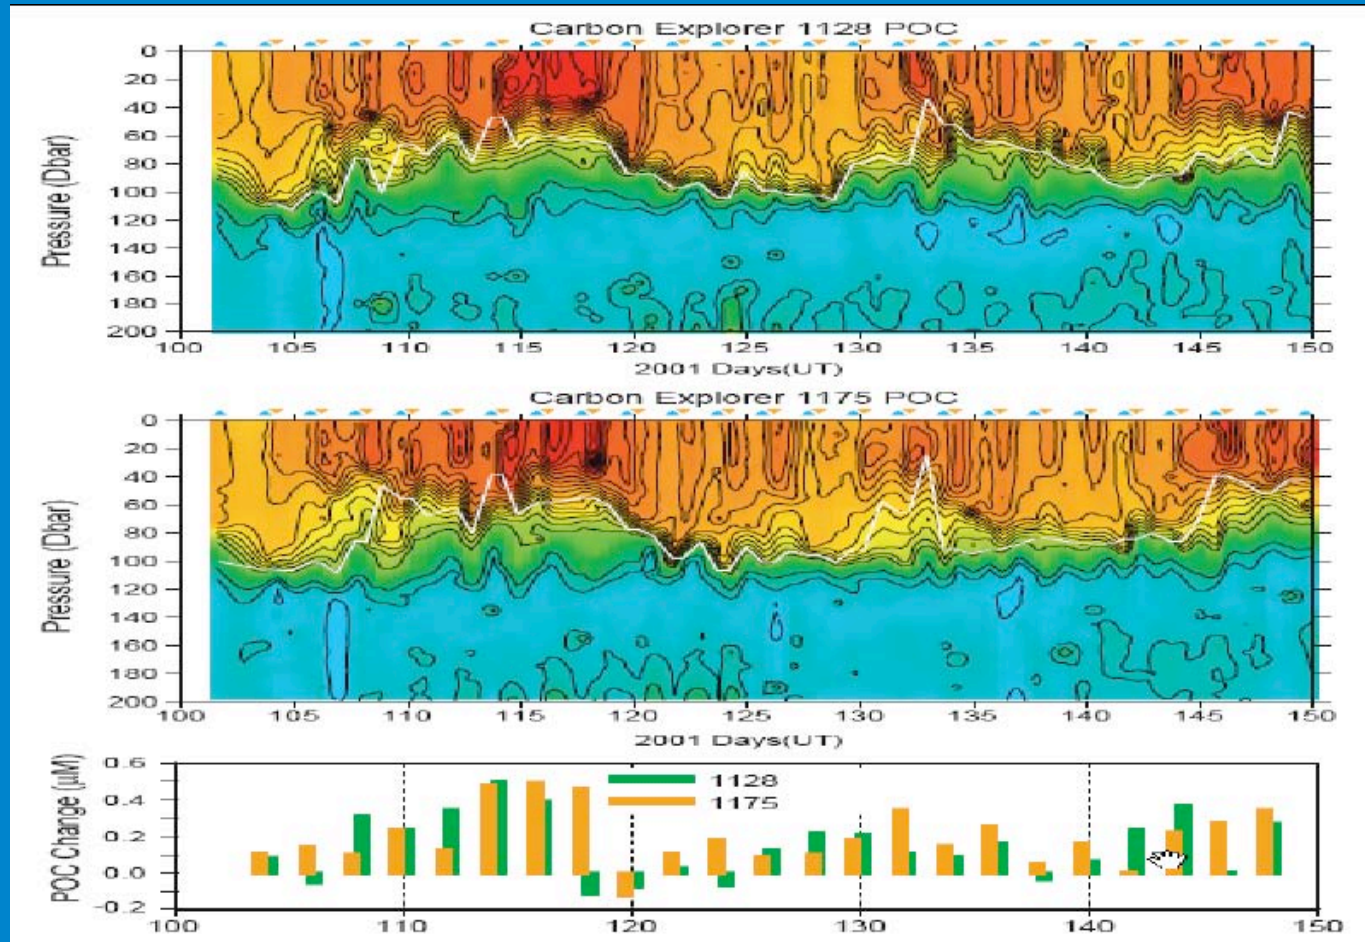 Carbon Explorer 1128 POC
0
20
40
60
80
100
120
140
160
180
200
Pressure (Dbar)
100 105 110 115 120 125 130 135 140 145 150
2001 Days(UT)
Carbon Explorer 1175 POC
0
20
40
60
80
100
120
140
160
180
200
Pressure (Dbar)
100 105 110 115 120 125 130 135 140 145 150
2001 Days(UT)
0.6
0.4
0.2
0.0
-0.2
POC Change (µM)
1128
1175
100 110 120 130 140 150